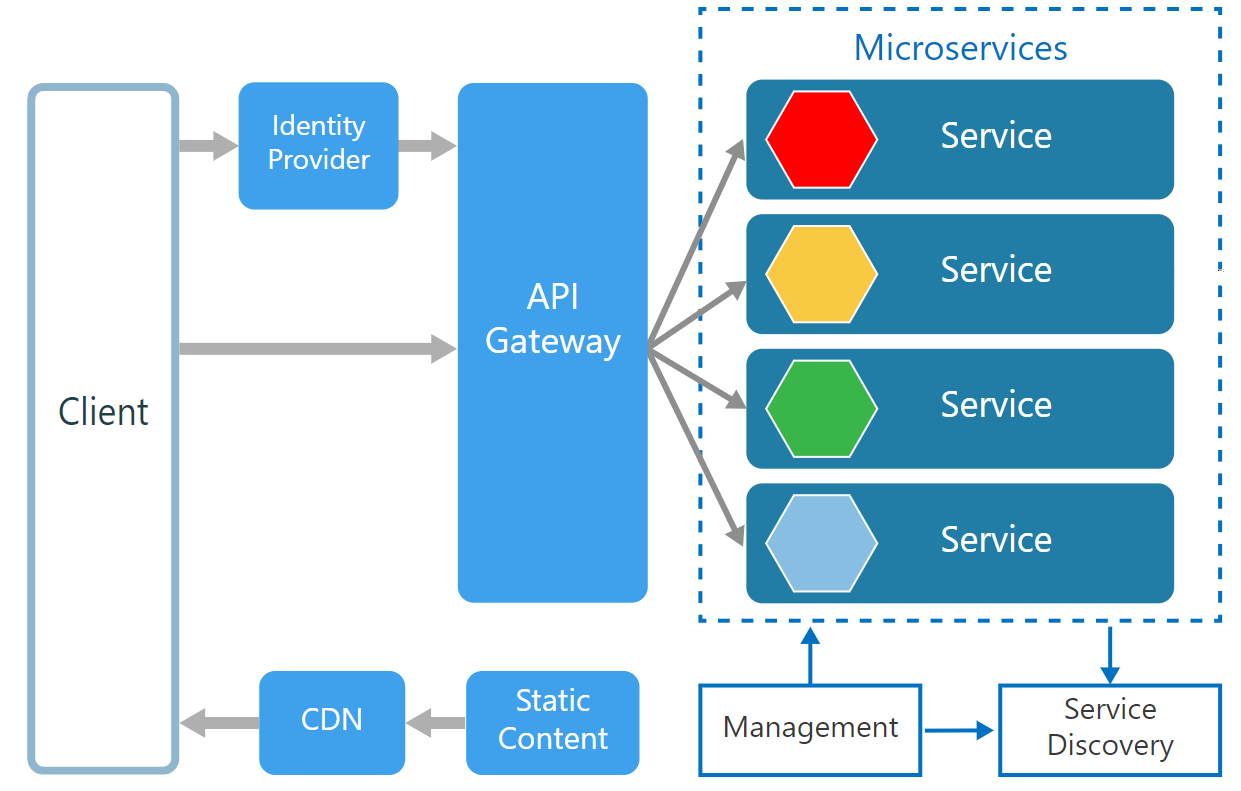 Microservices
Identity
Provider
Service
API
Gateway
Service
Client
Service
Service
CDN
Static
Content
Management
Service
Discovery